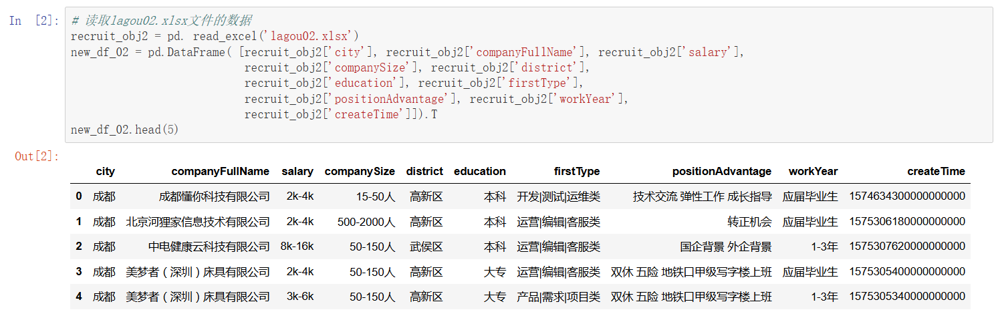 In [2]:
# 读取lagou02.xlsx文件的数据
recruit_obj2 = pd. read_excel('lagou02.xlsx')
new_df_02 = pd.DataFrame( [recruit_obj2['city'], recruit_obj2['companyFullName'], recruit_obj2['salary'],
recruit_obj2['companySize'], recruit_obj2['district'],
recruit_obj2['education'], recruit_obj2['firstType'],
recruit_obj2['positionAdvantage'], recruit_obj2['workYear'],
recruit_obj2['createTime']]).T
new_df_02.head(5)
Out[2]:
city companyFullName salary companySize district education firstType positionAdvantage workYear createTime
0 成都 成都懂你科技有限公司 2k-4k 15-50人 高新区 本科 开发|测试|运维类 技术交流 弹性工作 成长指导 应届毕业生 1574634300000000000
1 成都 北京河狸家信息技术有限公司 2k-4k 500-2000人 高新区 本科 运营|编辑|客服类 转正机会 应届毕业生 1575306180000000000
2 成都 中电健康云科技有限公司 8k-16k 50-150人 武侯区 本科 运营|编辑|客服类 国企背景 外企背景 1-3年 1575307620000000000
3 成都 美梦者（深圳）床具有限公司 2k-4k 50-150人 高新区 大专 运营|编辑|客服类 双休 五险 地铁口甲级写字楼上班 应届毕业生 1575305400000000000
4 成都 美梦者（深圳）床具有限公司 3k-6k 50-150人 高新区 大专 产品|需求|项目类 双休 五险 地铁口甲级写字楼上班 1-3年 1575305340000000000